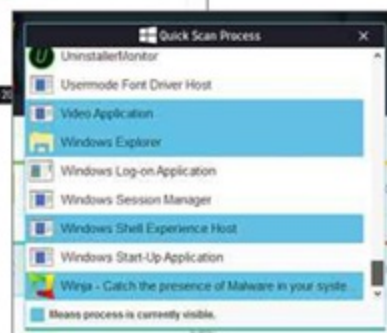 Quick Scan Process
UninstallerMonitor
Usermode Font Driver Host
Video Application
Windows Explorer
Windows Log-on Application
Windows Session Manager
Windows Shell Experience Host
Windows Start-Up Application
Winja - Catch the presence of Malware in your syste...
Means process is currently visible.